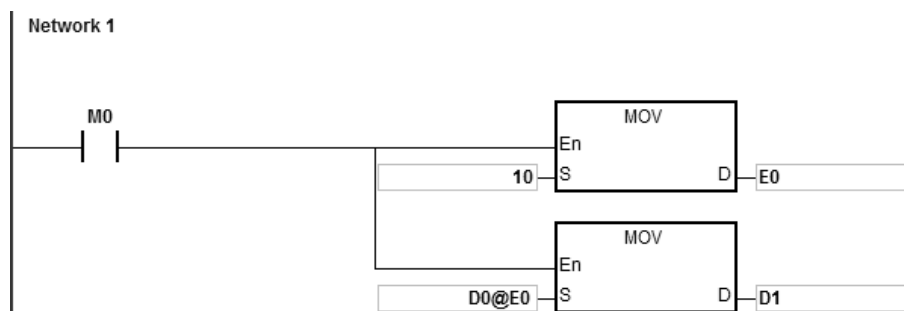 Network 1
M0
MOV
En
10 S D E0
MOV
En
D0@E0 S D D1